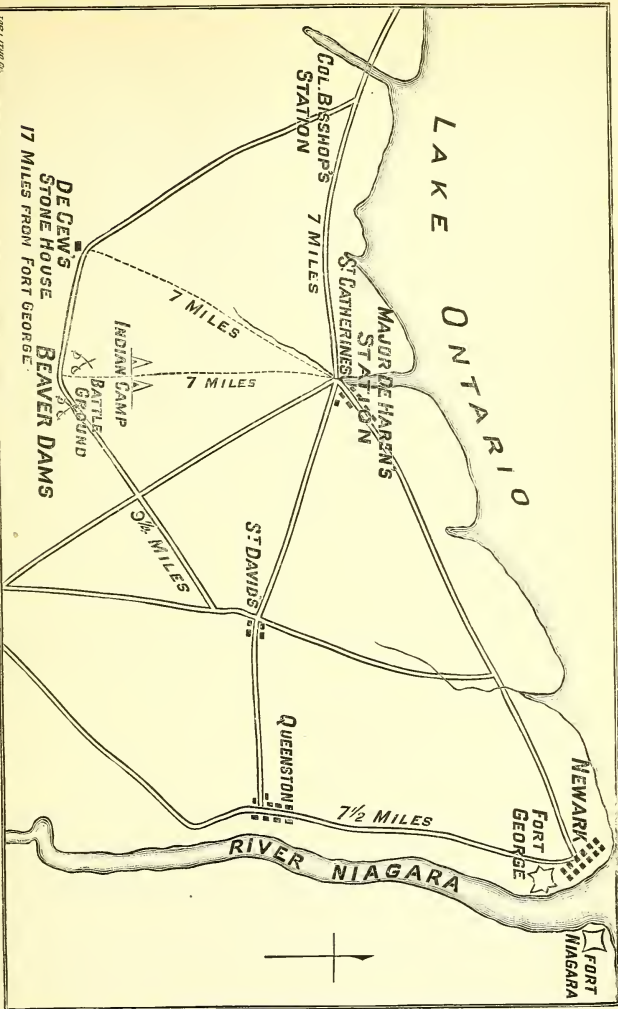 LAKE ONTARIO
COL. BISSHOP'S
STATION
7 MILES
ST CATHERINES
MAJOR DE HAREN'S
STATION
DE CEW'S
STONE HOUSE
17 MILES FROM FORT GEORGE.
7 MILES
INDIAN CAMP
7 MILES
BATTLE
GROUND
BEAVER DAMS
9½ MILES
ST DAVIDS
QUEENSTON
7½ MILES
NEWARK
FORT
GEORGE
RIVER NIAGARA
FORT
NIAGARA